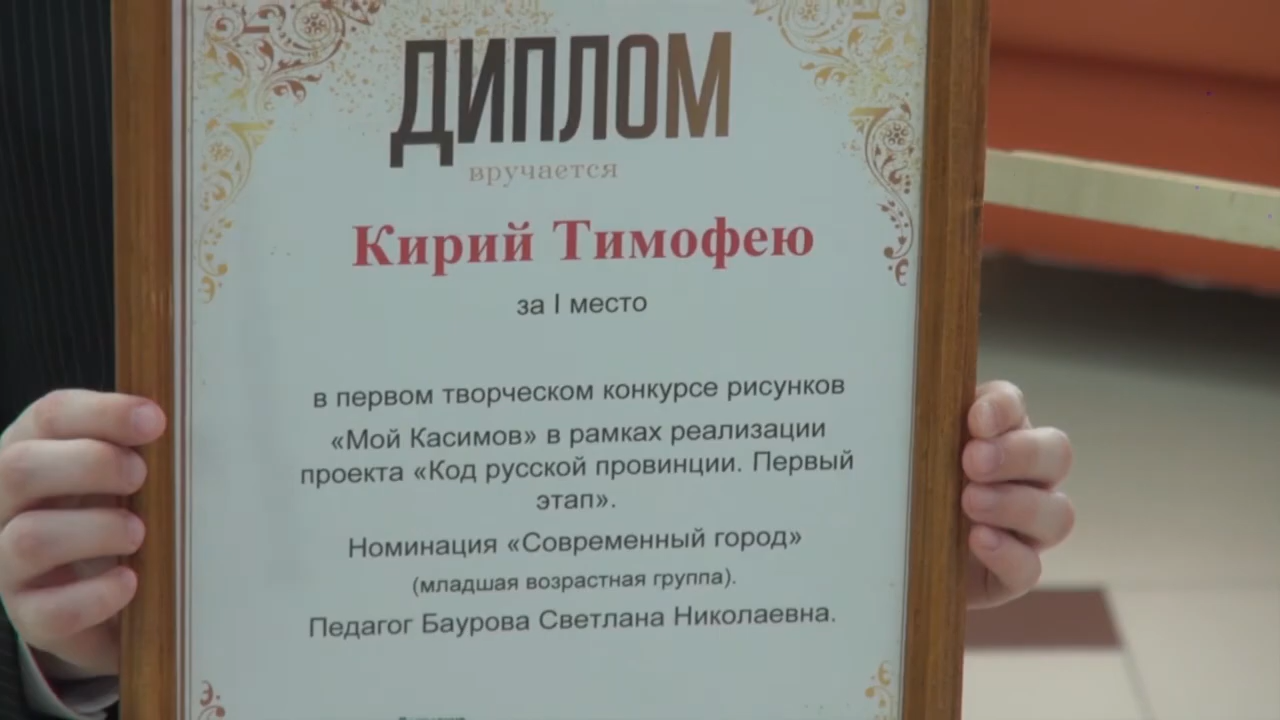 ДИПЛОМ
вручается
Кирий Тимофею
за I место
в первом творческом конкурсе рисунков
«Мой Касимов» в рамках реализации
проекта «Код русской провинции. Первый
этап».
Номинация «Современный город»
(младшая возрастная группа).
Педагог Баурова Светлана Николаевна.